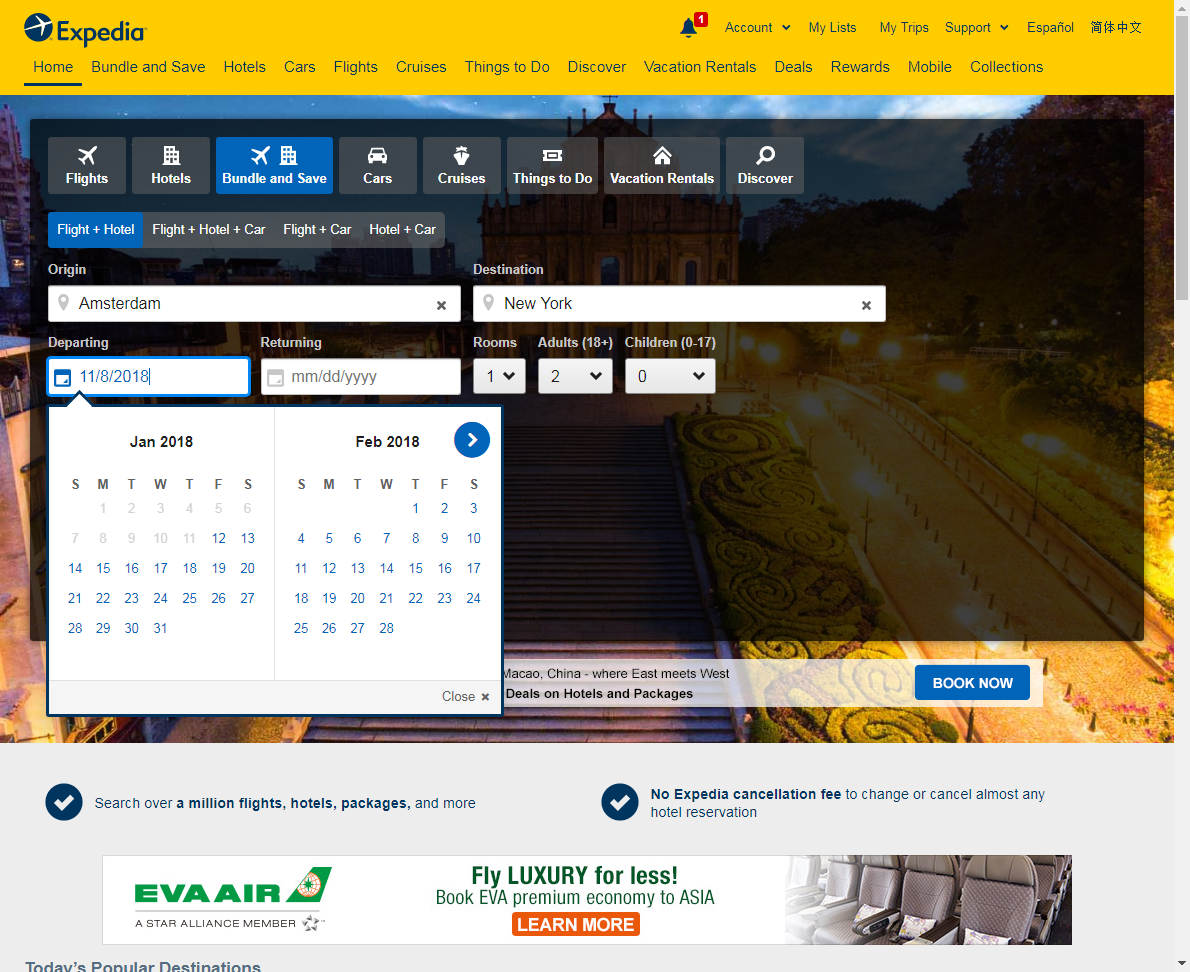 Expedia
1
Account
My Lists
My Trips
Support
Español
简体中文
Home
Bundle and Save
Hotels
Cars
Flights
Cruises
Things to Do
Discover
Vacation Rentals
Deals
Rewards
Mobile
Collections
Flights
Hotels
Bundle and Save
Cars
Cruises
Things to Do
Vacation Rentals
Discover
Flight + Hotel
Flight + Hotel + Car
Flight + Car
Hotel + Car
Origin
Destination
Amsterdam
New York
Departing
Returning
Rooms
Adults (18+)
Children (0-17)
11/8/2018
mm/dd/yyyy
1
2
0
Jan 2018
S M T W T F S
1 2 3 4 5 6
7 8 9 10 11 12 13
14 15 16 17 18 19 20
21 22 23 24 25 26 27
28 29 30 31
Feb 2018
S M T W T F S
1 2 3
4 5 6 7 8 9 10
11 12 13 14 15 16 17
18 19 20 21 22 23 24
25 26 27 28
Close
Macao, China - where East meets West
Deals on Hotels and Packages
BOOK NOW
Search over a million flights, hotels, packages, and more
No Expedia cancellation fee to change or cancel almost any
hotel reservation
EVA AIR
A STAR ALLIANCE MEMBER
Fly LUXURY for less!
Book EVA premium economy to ASIA
LEARN MORE
Today's Popular Destinations